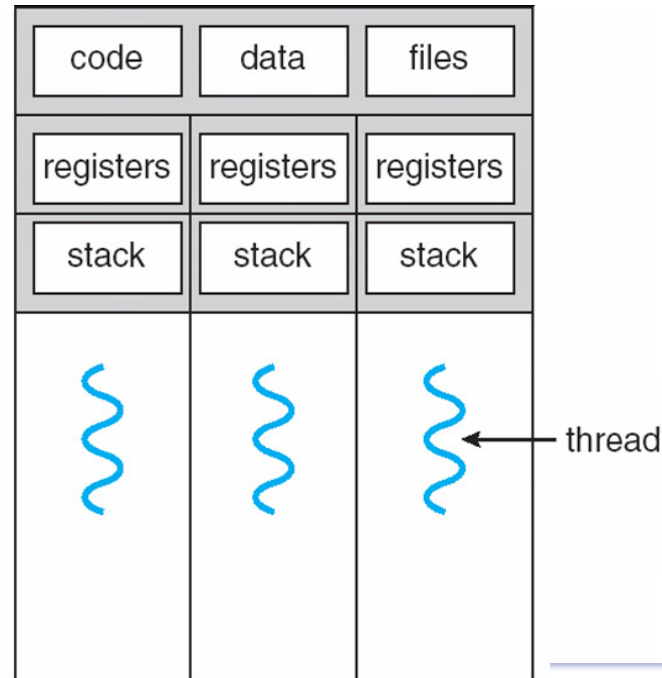 code data files
registers registers registers
stack stack stack
thread